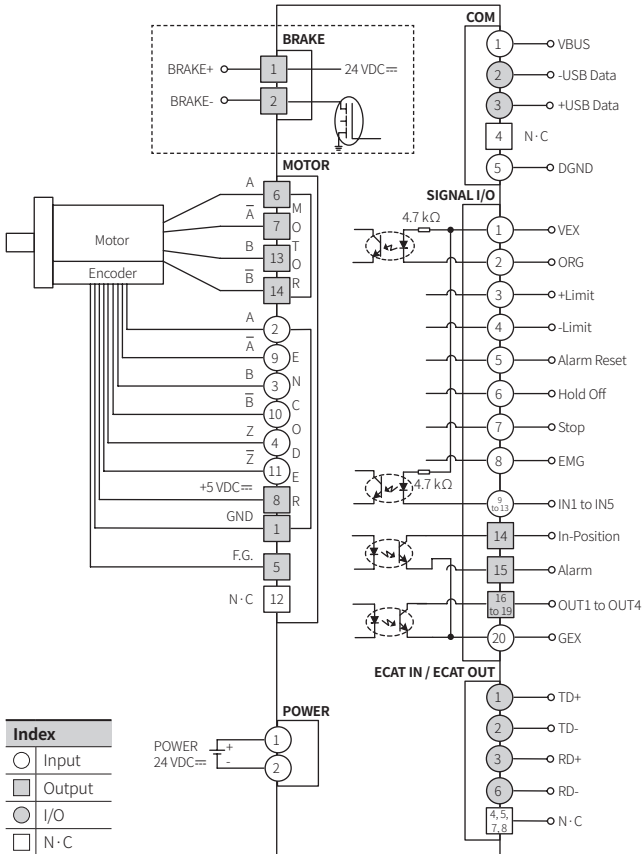 COM
1
VBUS
2
-USB Data
3
+USB Data
4
N·C
5
DGND
BRAKE
BRAKE+
1
24 VDC⎓
BRAKE-
2
MOTOR
Motor
Encoder
A
6
A̅
7
B
13
B̅
14
MOTOR
A
2
A̅
9
B
3
B̅
10
Z
4
Z̅
11
+5 VDC⎓
8
GND
1
ENCODER
F.G.
5
N·C
12
SIGNAL I/O
4.7 kΩ
1
VEX
2
ORG
3
+Limit
4
-Limit
5
Alarm Reset
6
Hold Off
7
Stop
8
EMG
4.7 kΩ
9 to 13
IN1 to IN5
14
In-Position
15
Alarm
16 to 19
OUT1 to OUT4
20
GEX
ECAT IN / ECAT OUT
1
TD+
2
TD-
3
RD+
6
RD-
4, 5,
7, 8
N·C
POWER
POWER
24 VDC⎓
+
-
1
2
Index
Input
Output
I/O
N·C